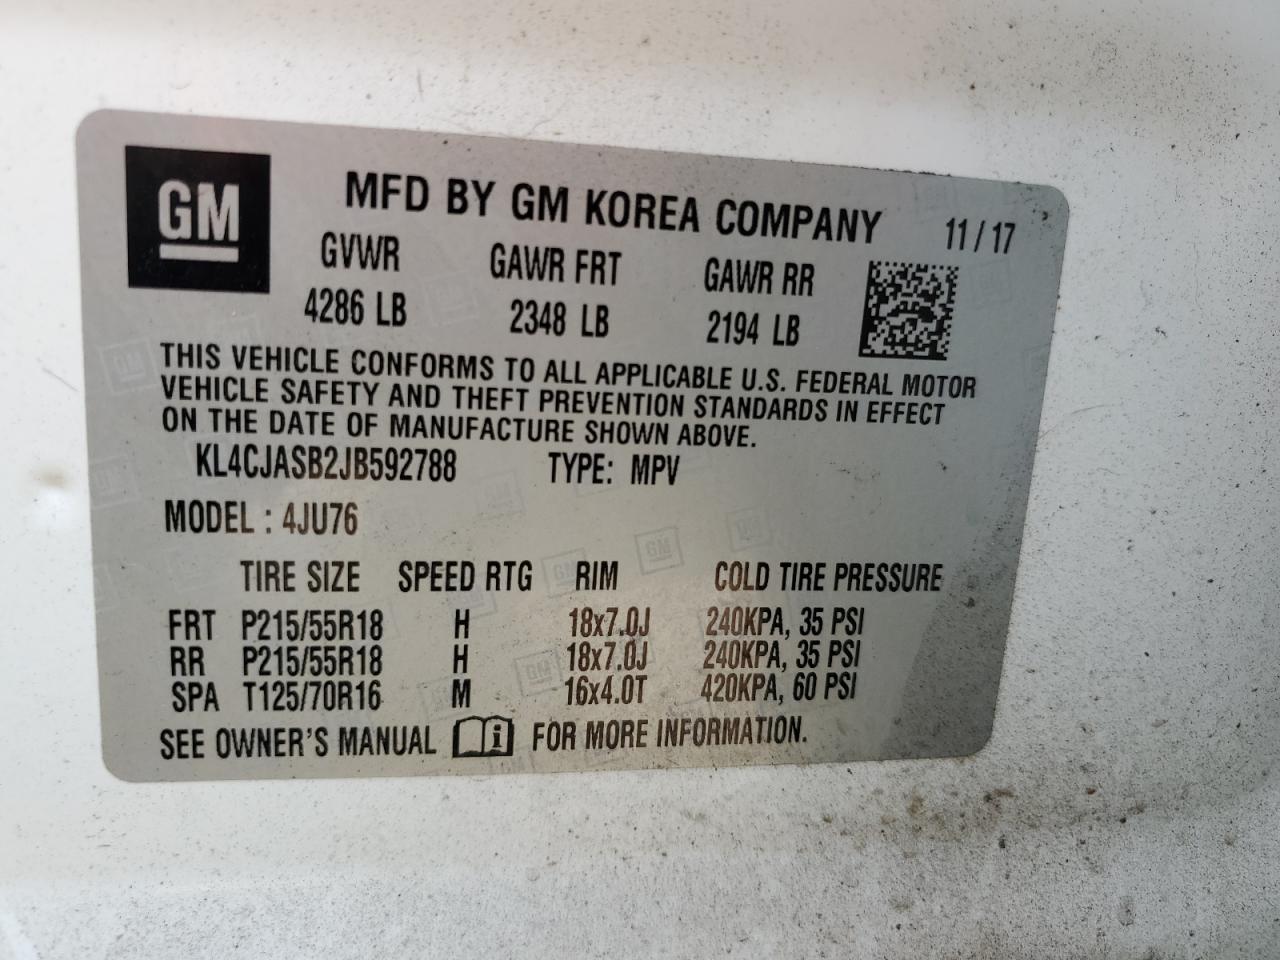 GM
MFD BY GM KOREA COMPANY 11/17
GVWR GAWR FRT GAWR RR
4286 LB 2348 LB 2194 LB
THIS VEHICLE CONFORMS TO ALL APPLICABLE U.S. FEDERAL MOTOR
VEHICLE SAFETY AND THEFT PREVENTION STANDARDS IN EFFECT
ON THE DATE OF MANUFACTURE SHOWN ABOVE.
KL4CJASB2JB592788 TYPE: MPV
MODEL : 4JU76
TIRE SIZE SPEED RTG RIM COLD TIRE PRESSURE
FRT P215/55R18 H 18x7.0J 240KPA, 35 PSI
RR P215/55R18 H 18x7.0J 240KPA, 35 PSI
SPA T125/70R16 M 16x4.0T 420KPA, 60 PSI
SEE OWNER'S MANUAL i FOR MORE INFORMATION.